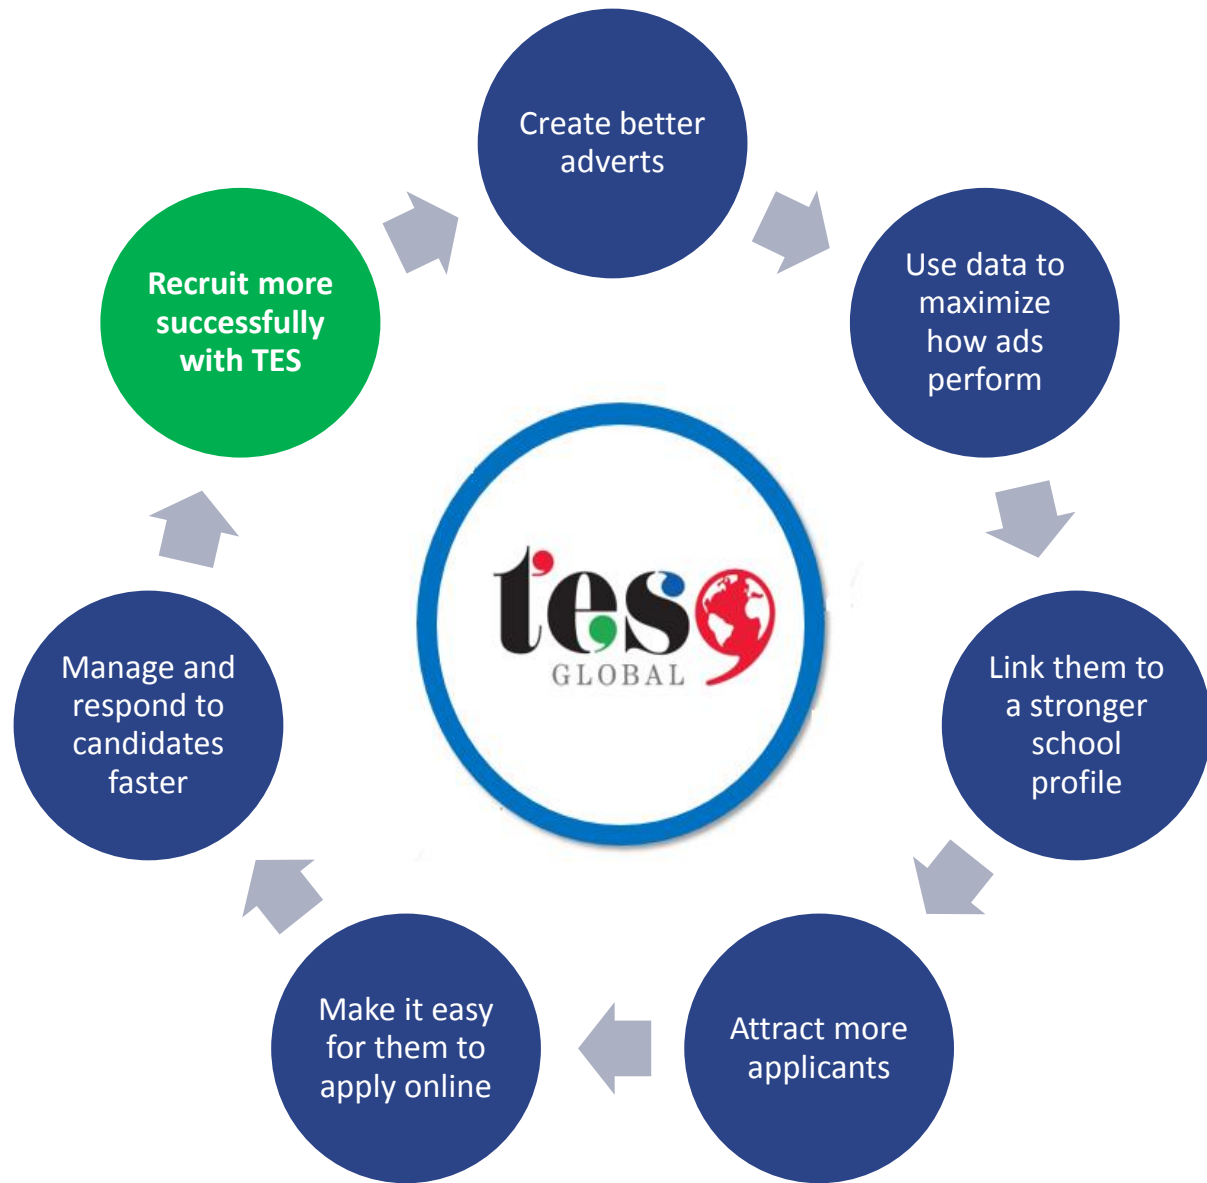 Create better
adverts
Use data to
maximize
how ads
perform
Link them to
a stronger
school
profile
Attract more
applicants
Make it easy
for them to
apply online
Manage and
respond to
candidates
faster
Recruit more
successfully
with TES
tes
GLOBAL